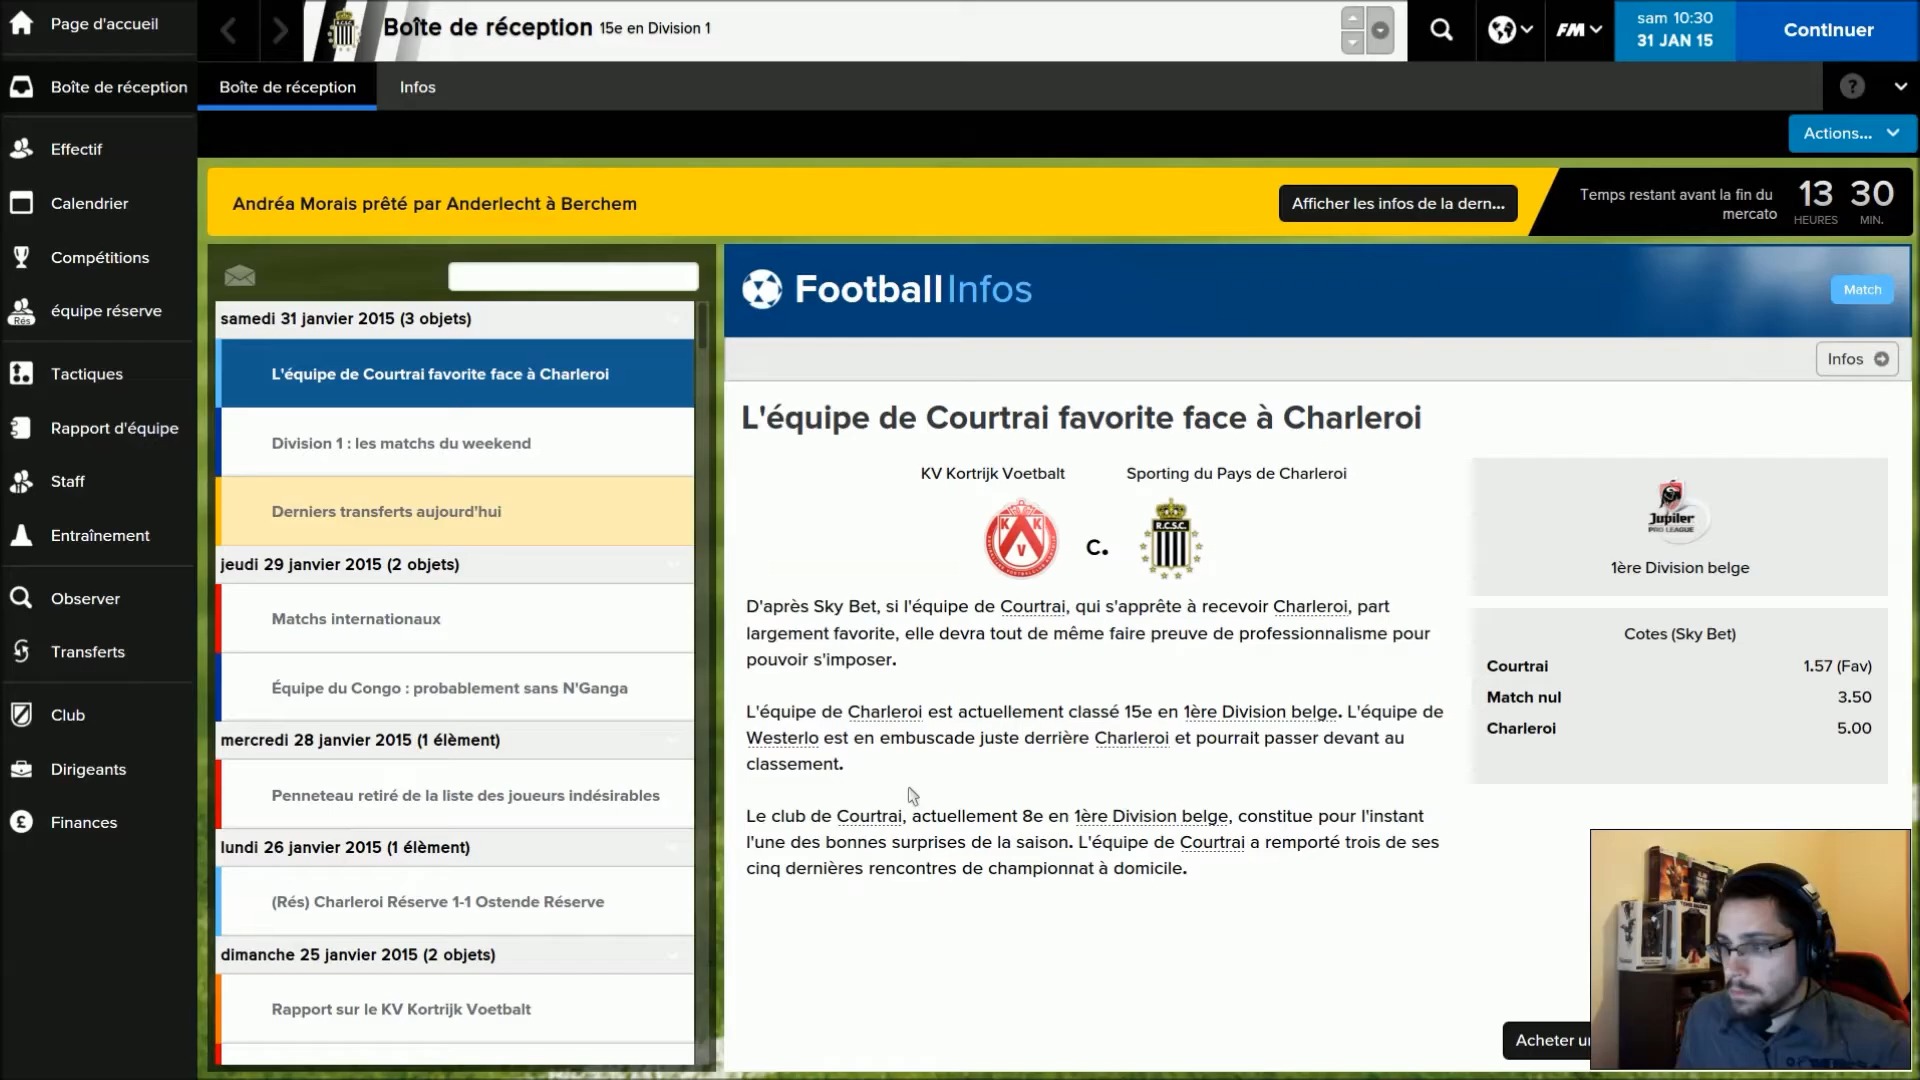 Page d'accueil
Boîte de réception 15e en Division 1
FM
sam 10:30
31 JAN 15
Continuer
Boîte de réception
Boîte de réception
Infos
?
Actions...
Effectif
Calendrier
Compétitions
Rés
équipe réserve
Tactiques
Rapport d'équipe
Staff
Entraînement
Observer
Transferts
Club
Dirigeants
£ Finances
Andréa Morais prêté par Anderlecht à Berchem
Afficher les infos de la dern...
Temps restant avant la fin du
mercato
13 30
HEURES MIN.
samedi 31 janvier 2015 (3 objets)
L'équipe de Courtrai favorite face à Charleroi
Division 1 : les matchs du weekend
Derniers transferts aujourd'hui
jeudi 29 janvier 2015 (2 objets)
Matchs internationaux
Équipe du Congo : probablement sans N'Ganga
mercredi 28 janvier 2015 (1 élèment)
Penneteau retiré de la liste des joueurs indésirables
lundi 26 janvier 2015 (1 élèment)
(Rés) Charleroi Réserve 1-1 Ostende Réserve
dimanche 25 janvier 2015 (2 objets)
Rapport sur le KV Kortrijk Voetbalt
Football Infos
Match
Infos
L'équipe de Courtrai favorite face à Charleroi
KV Kortrijk Voetbalt
Sporting du Pays de Charleroi
K K
V
c.
R.C.S.C.
D'après Sky Bet, si l'équipe de Courtrai, qui s'apprête à recevoir Charleroi, part
largement favorite, elle devra tout de même faire preuve de professionnalisme pour
pouvoir s'imposer.
L'équipe de Charleroi est actuellement classé 15e en 1ère Division belge. L'équipe de
Westerlo est en embuscade juste derrière Charleroi et pourrait passer devant au
classement.
Le club de Courtrai, actuellement 8e en 1ère Division belge, constitue pour l'instant
l'une des bonnes surprises de la saison. L'équipe de Courtrai a remporté trois de ses
cinq dernières rencontres de championnat à domicile.
Jupiler
PRO LEAGUE
1ère Division belge
Cotes (Sky Bet)
Courtrai 1.57 (Fav)
Match nul 3.50
Charleroi 5.00
Acheter un